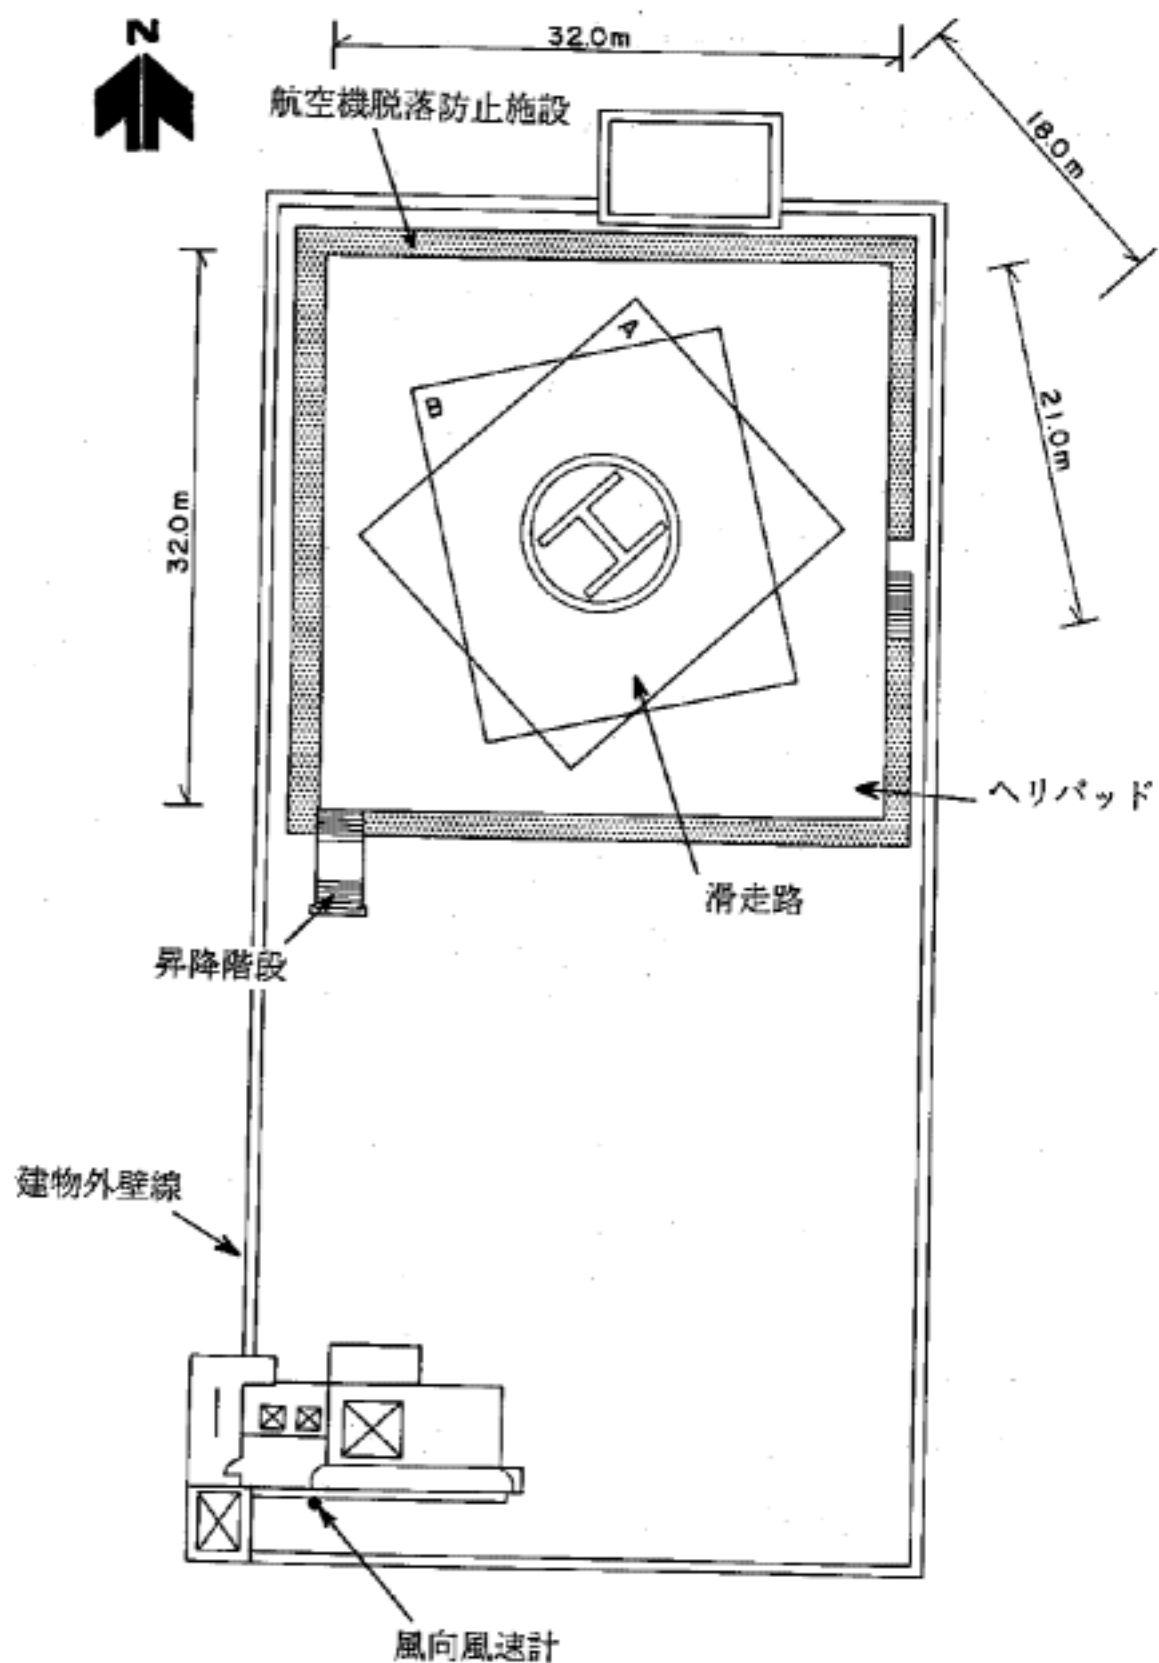 N
32.0m
航空機脱落防止施設
18.0m
A
B
21.0m
32.0m
H
ヘリパッド
滑走路
昇降階段
建物外壁線
風向風速計